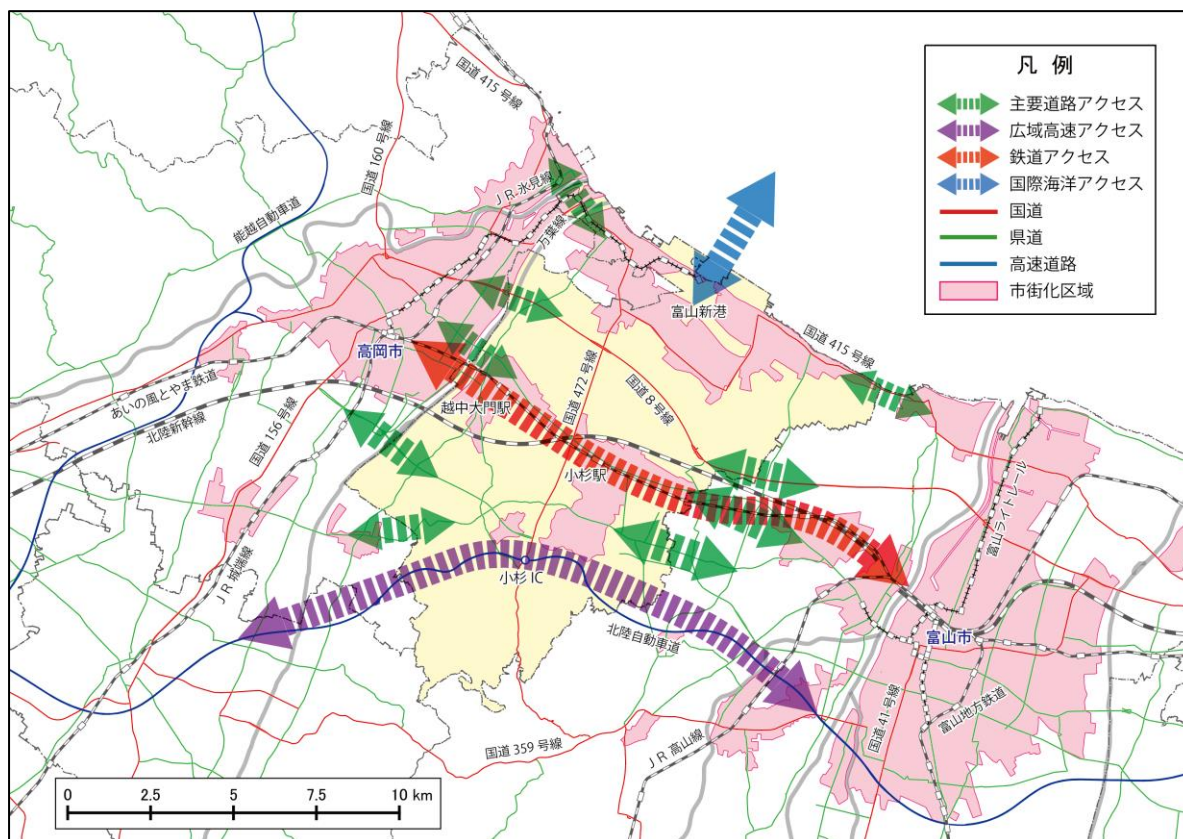 凡 例
主要道路アクセス
広域高速アクセス
鉄道アクセス
国際海洋アクセス
国道
県道
高速道路
市街化区域
国道 415 号線
国道 160 号線
JR 氷見線
能越自動車道
万葉線
富山新港
高岡市
国道 415 号線
あいの風とやま鉄道
越中大門駅
国道 472 号線
国道 8 号線
北陸新幹線
国道 156 号線
小杉駅
富山ライトレール
JR 城端線
小杉 IC
北陸自動車道
富山市
国道 41 号線
富山地方鉄道
国道 359 号線
JR 高山線
0 2.5 5 7.5 10 km